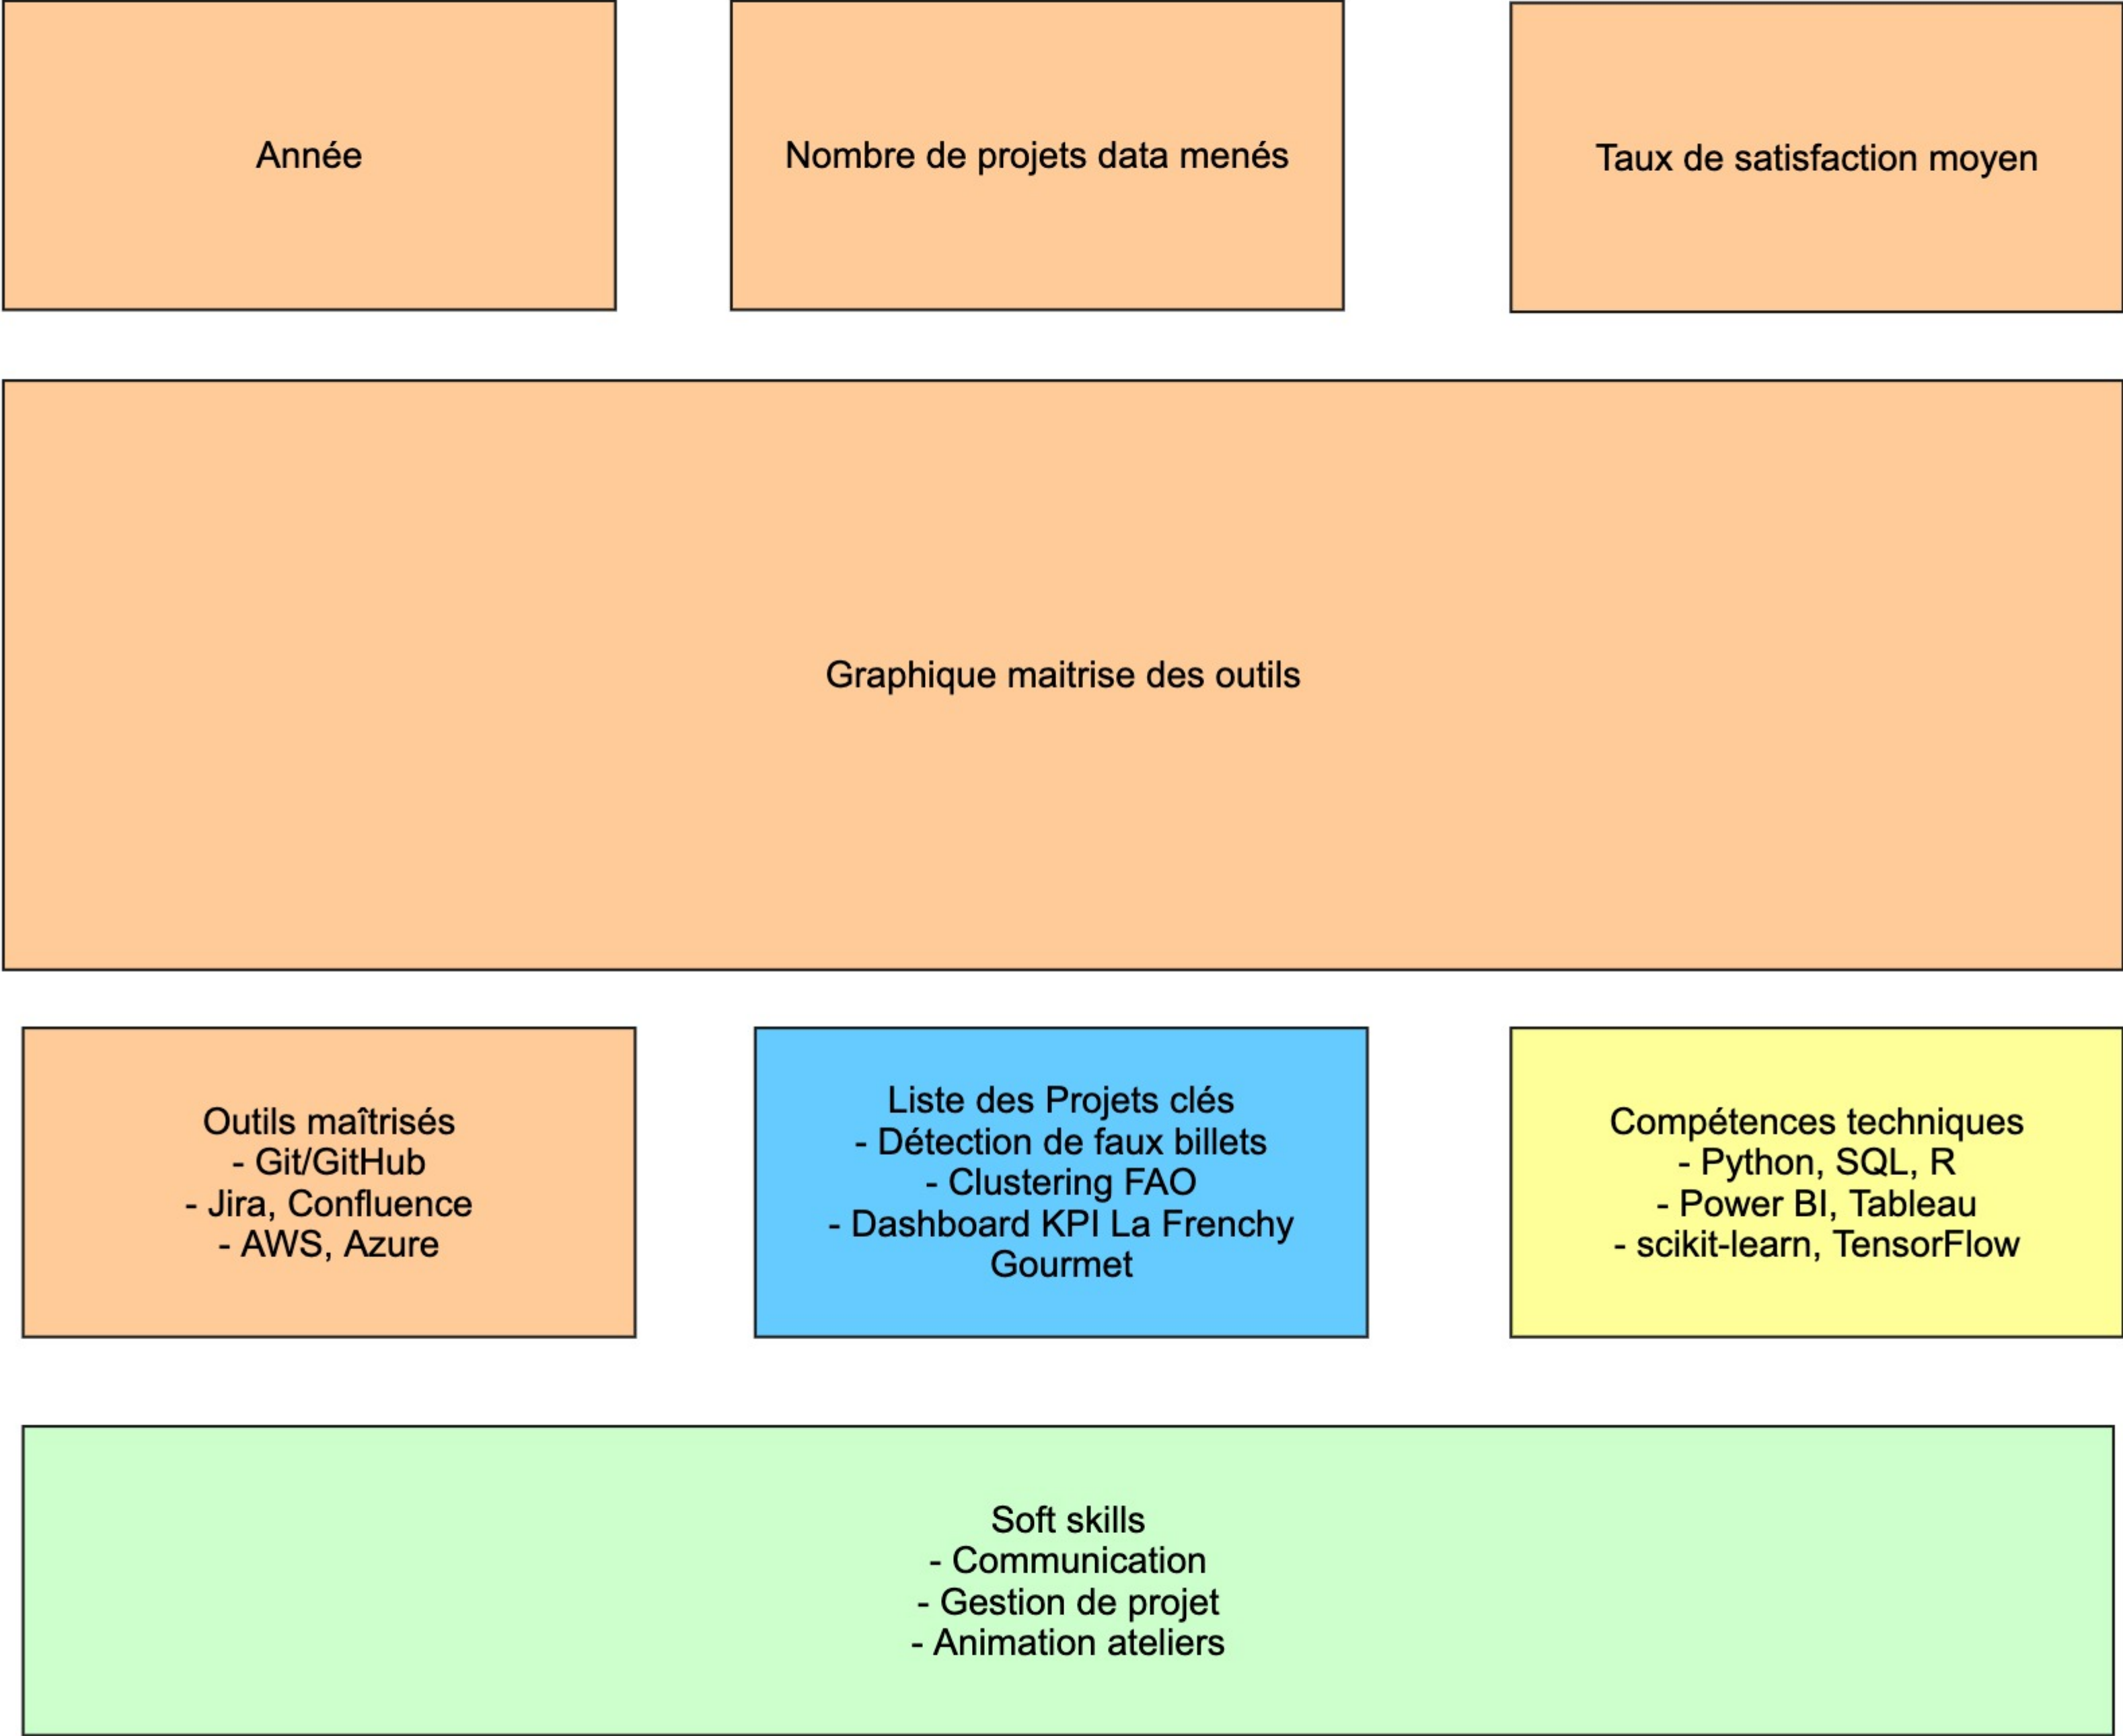 Année
Nombre de projets data menés
Taux de satisfaction moyen
Graphique maitrise des outils
Outils maîtrisés
- Git/GitHub
- Jira, Confluence
- AWS, Azure
Liste des Projets clés
- Détection de faux billets
- Clustering FAO
- Dashboard KPI La Frenchy
Gourmet
Compétences techniques
- Python, SQL, R
- Power BI, Tableau
- scikit-learn, TensorFlow
Soft skills
- Communication
- Gestion de projet
- Animation ateliers